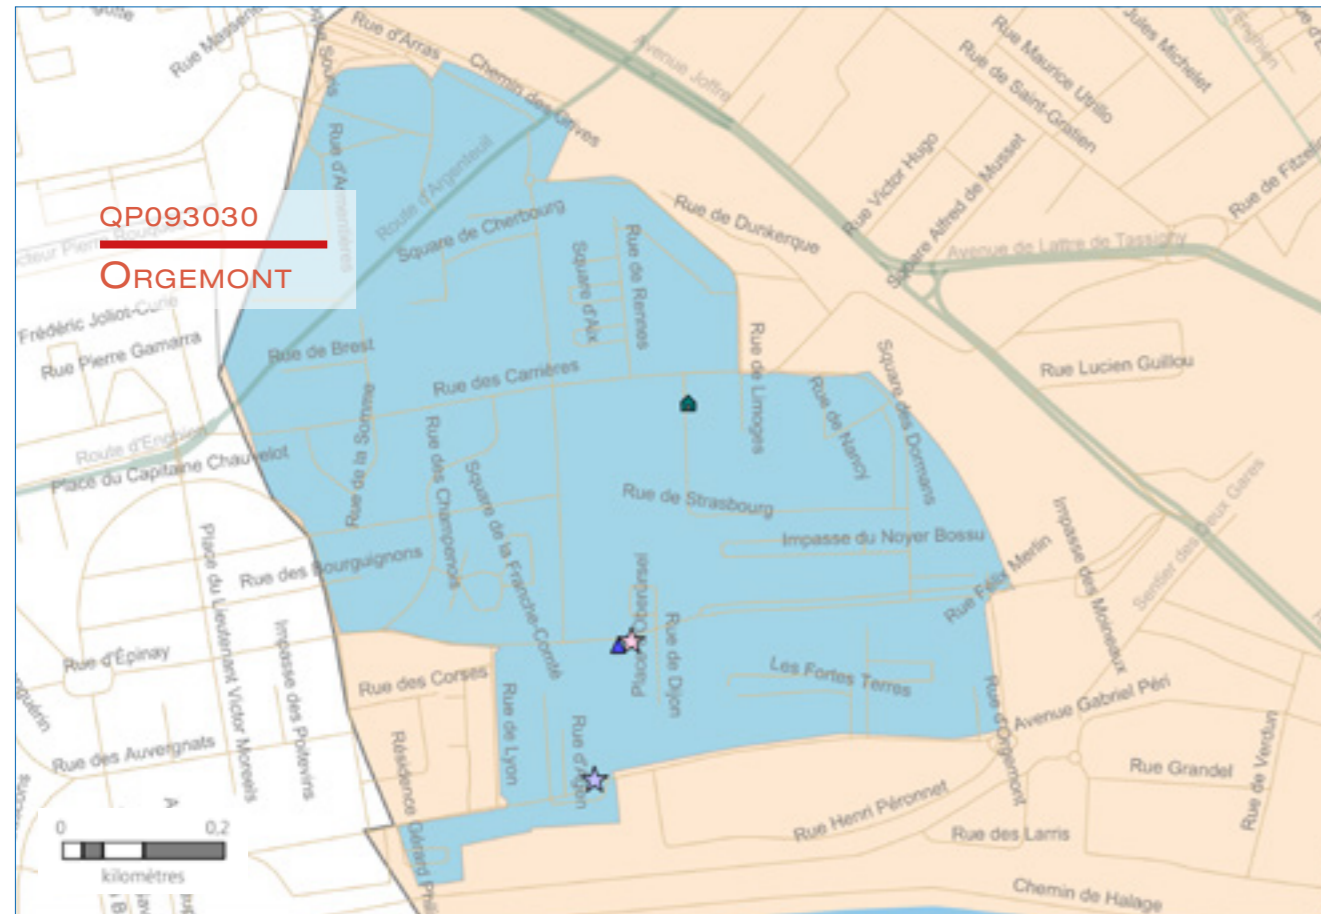 Rue Massena
Rue d'Arras
Chemin des Grives
Avenue Joffre
Rue Maurice Utrillo
Jules Michelet
Rue de Saint-Gratien
Rue Victor Hugo
Square Alfred de Musset
Rue de Fitzel
Avenue de Lattre de Tassigny
Rue d'Armentières
Route d'Argenteuil
Square de Cherbourg
Rue de Dunkerque
QP093030
ORGEMONT
Square d'Aix
Rue de Rennes
Frédéric Joliot-Curie
Rue Pierre Gamarra
Rue de Brest
Rue des Carrières
Rue de Limoges
Rue de Nancy
Square des Dormans
Rue Lucien Guillou
Route d'Enghien
Place du Capitaine Chauvelot
Rue de la Somme
Rue des Champenois
Square de la Franche-Comté
Rue de Strasbourg
Impasse du Noyer Bossu
Rue Félix Merlin
Impasse des Moineaux
Sentier des Deux Gares
Place du Lieutenant Victor Moreels
Rue des Bourguignons
Impasse des Poitevins
Rue d'Épinay
Rue des Corses
Rue de Lyon
Rue d'Agen
Rue de Dijon
Les Fortes Terres
Rue d'Orgemont
Avenue Gabriel Péri
Rue des Auvergnats
Résidence Gérard Phili
Rue Henri Péronnet
Rue des Larris
Rue Grandel
Rue de Verdun
Chemin de Halage
0 0,2
kilomètres